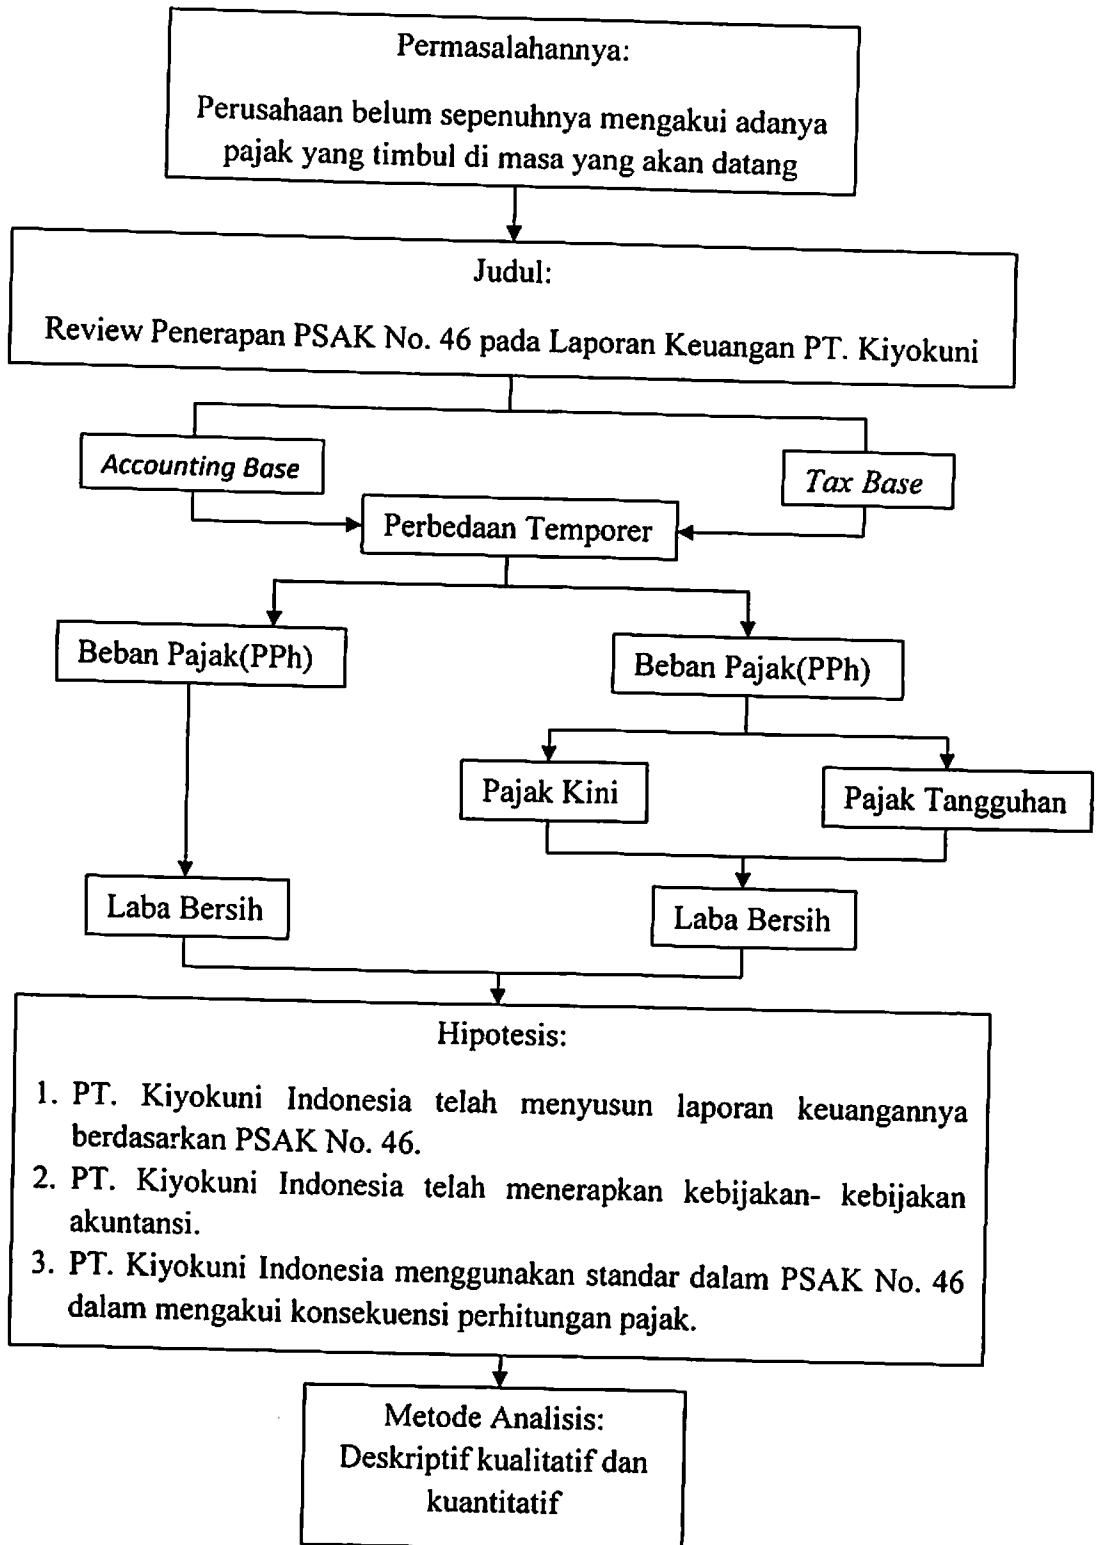 Permasalahannya:
Perusahaan belum sepenuhnya mengakui adanya
pajak yang timbul di masa yang akan datang
Judul:
Review Penerapan PSAK No. 46 pada Laporan Keuangan PT. Kiyokuni
Accounting Base
Tax Base
Perbedaan Temporer
Beban Pajak(PPh)
Beban Pajak(PPh)
Pajak Kini
Pajak Tangguhan
Laba Bersih
Laba Bersih
Hipotesis:
1. PT. Kiyokuni Indonesia telah menyusun laporan keuangannya
berdasarkan PSAK No. 46.
2. PT. Kiyokuni Indonesia telah menerapkan kebijakan- kebijakan
akuntansi.
3. PT. Kiyokuni Indonesia menggunakan standar dalam PSAK No. 46
dalam mengakui konsekuensi perhitungan pajak.
Metode Analisis:
Deskriptif kualitatif dan
kuantitatif